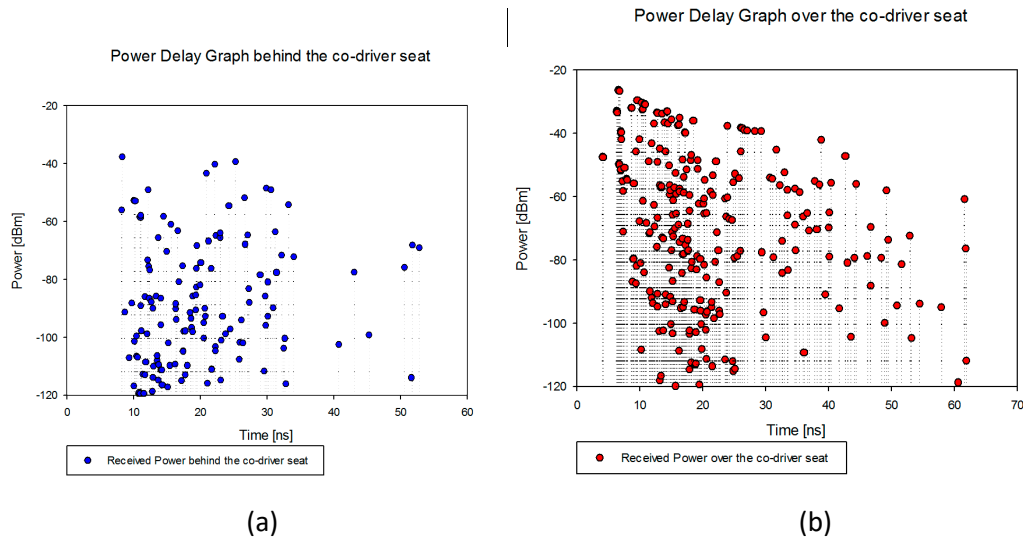 Power Delay Graph behind the co-driver seat
Power [dBm]
-20
-40
-60
-80
-100
-120
0 10 20 30 40 50 60
Time [ns]
Received Power behind the co-driver seat
(a)
Power Delay Graph over the co-driver seat
Power [dBm]
-20
-40
-60
-80
-100
-120
0 10 20 30 40 50 60 70
Time [ns]
Received Power over the co-driver seat
(b)